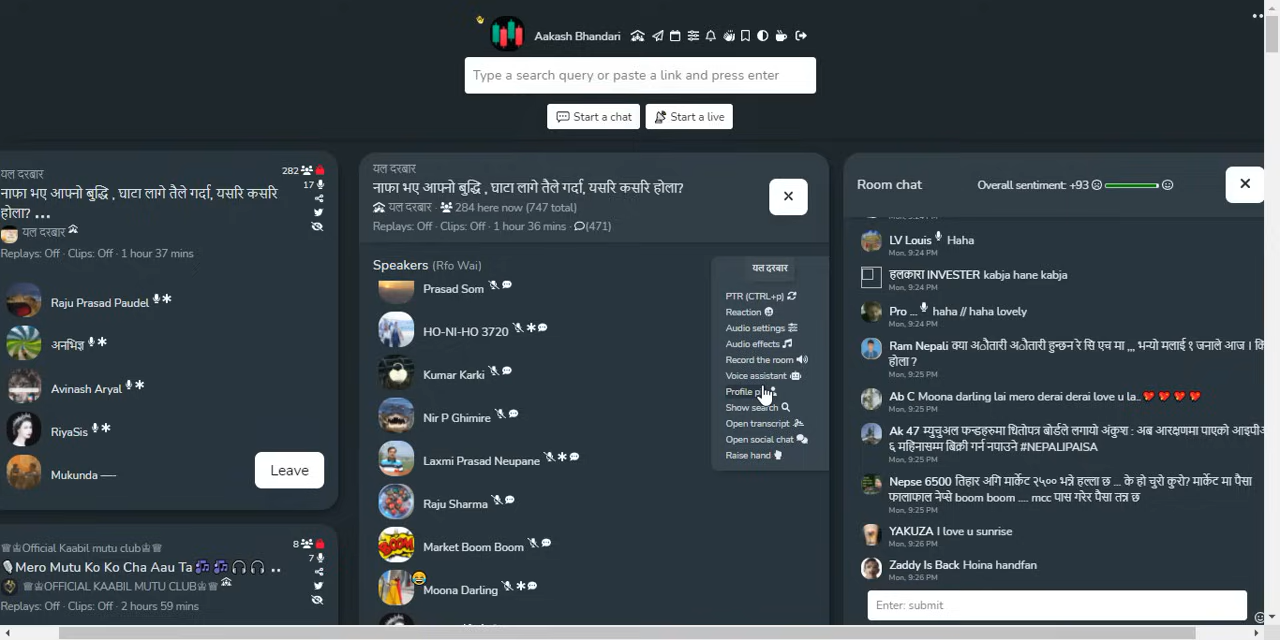 Aakash Bhandari
Type a search query or paste a link and press enter
Start a chat
Start a live
यल दरबार
282
नाफा भए आफ्नो बुद्धि , घाटा लागे तैले गर्दा, यसरि कसरि
होला? ...
17
यल दरबार
Replays: Off · Clips: Off · 1 hour 37 mins
Raju Prasad Paudel
अनभिज्ञ
Avinash Aryal
RiyaSis
Mukunda —-
Leave
♕♔Official Kaabil mutu club♔♕
8
🎙Mero Mutu Ko Ko Cha Aau Ta 🎶 🎶 🎧 🎧 ..
7
♕♔OFFICIAL KAABIL MUTU CLUB♔♕
Replays: Off · Clips: Off · 2 hours 59 mins
यल दरबार
नाफा भए आफ्नो बुद्धि , घाटा लागे तैले गर्दा, यसरि कसरि होला?
यल दरबार · 284 here now (747 total)
Replays: Off · Clips: Off · 1 hour 36 mins · (471)
Speakers (Rfo Wai)
Prasad Som
HO-NI-HO 3720
Kumar Karki
Nir P Ghimire
Laxmi Prasad Neupane
Raju Sharma
Market Boom Boom
Moona Darling
यल दरबार
PTR (CTRL+p)
Reaction
Audio settings
Audio effects
Record the room
Voice assistant
Profile p
Show search
Open transcript
Open social chat
Raise hand
Room chat
Overall sentiment: +93
Mon, 9:24 PM
LV Louis Haha
Mon, 9:24 PM
हलकारा INVESTER kabja hane kabja
Mon, 9:24 PM
Pro ... haha // haha lovely
Mon, 9:24 PM
Ram Nepali क्या अौतारी अौतारी हुन्छन रे सि एच मा ,,, भन्यो मलाई १ जनाले आज । कि
होला ?
Mon, 9:25 PM
Ab C Moona darling lai mero derai derai love u la..❤❤❤❤
Mon, 9:25 PM
Ak 47 म्युचुअल फन्डहरुमा धितोपत्र बोर्डले लगायो अंकुश : अब आरक्षणमा पाएको आइपीअ
६ महिनासम्म बिक्री गर्न नपाउने #NEPALIPAISA
Mon, 9:25 PM
Nepse 6500 तिहार अगि मार्केट २५०० भन्ने हल्ला छ ... के हो चुरो कुरो? मार्केट मा पैसा
फालाफाल नेप्से boom boom .... mcc पास गरेर पैसा तन्न छ
Mon, 9:25 PM
YAKUZA I love u sunrise
Mon, 9:26 PM
Zaddy Is Back Hoina handfan
Mon, 9:26 PM
Enter: submit